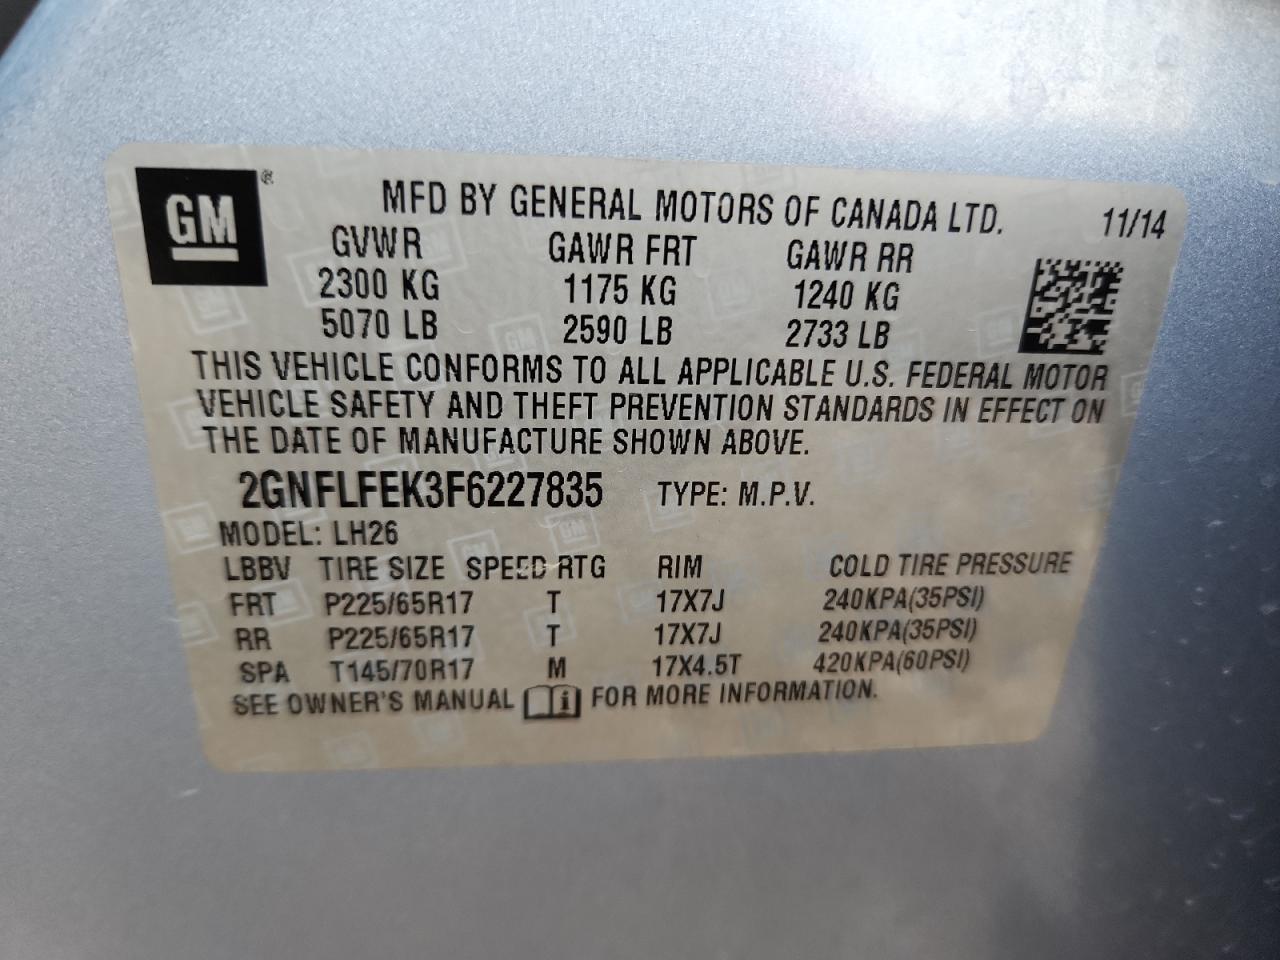 GM®
MFD BY GENERAL MOTORS OF CANADA LTD. 11/14
GVWR GAWR FRT GAWR RR
2300 KG 1175 KG 1240 KG
5070 LB 2590 LB 2733 LB
THIS VEHICLE CONFORMS TO ALL APPLICABLE U.S. FEDERAL MOTOR
VEHICLE SAFETY AND THEFT PREVENTION STANDARDS IN EFFECT ON
THE DATE OF MANUFACTURE SHOWN ABOVE.
2GNFLFEK3F6227835 TYPE: M.P.V.
MODEL: LH26
LBBV TIRE SIZE SPEED RTG RIM COLD TIRE PRESSURE
FRT P225/65R17 T 17X7J 240KPA(35PSI)
RR P225/65R17 T 17X7J 240KPA(35PSI)
SPA T145/70R17 M 17X4.5T 420KPA(60PSI)
SEE OWNER'S MANUAL i FOR MORE INFORMATION.